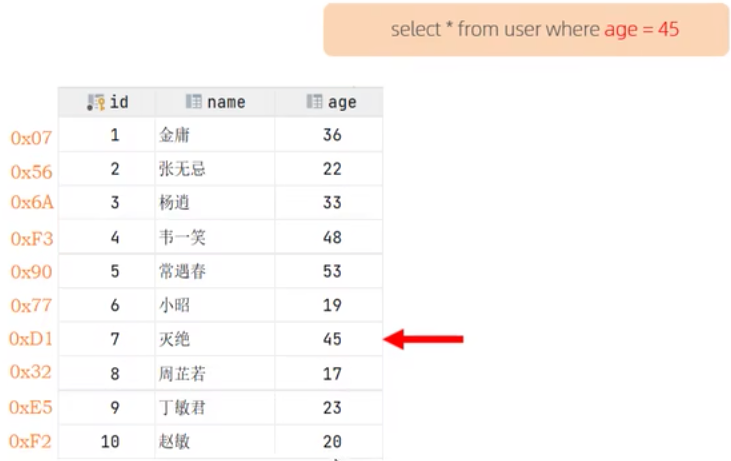 select * from user where age = 45
id name age
0x07 1 金庸 36
0x56 2 张无忌 22
0x6A 3 杨逍 33
0xF3 4 韦一笑 48
0x90 5 常遇春 53
0x77 6 小昭 19
0xD1 7 灭绝 45
0x32 8 周芷若 17
0xE5 9 丁敏君 23
0xF2 10 赵敏 20